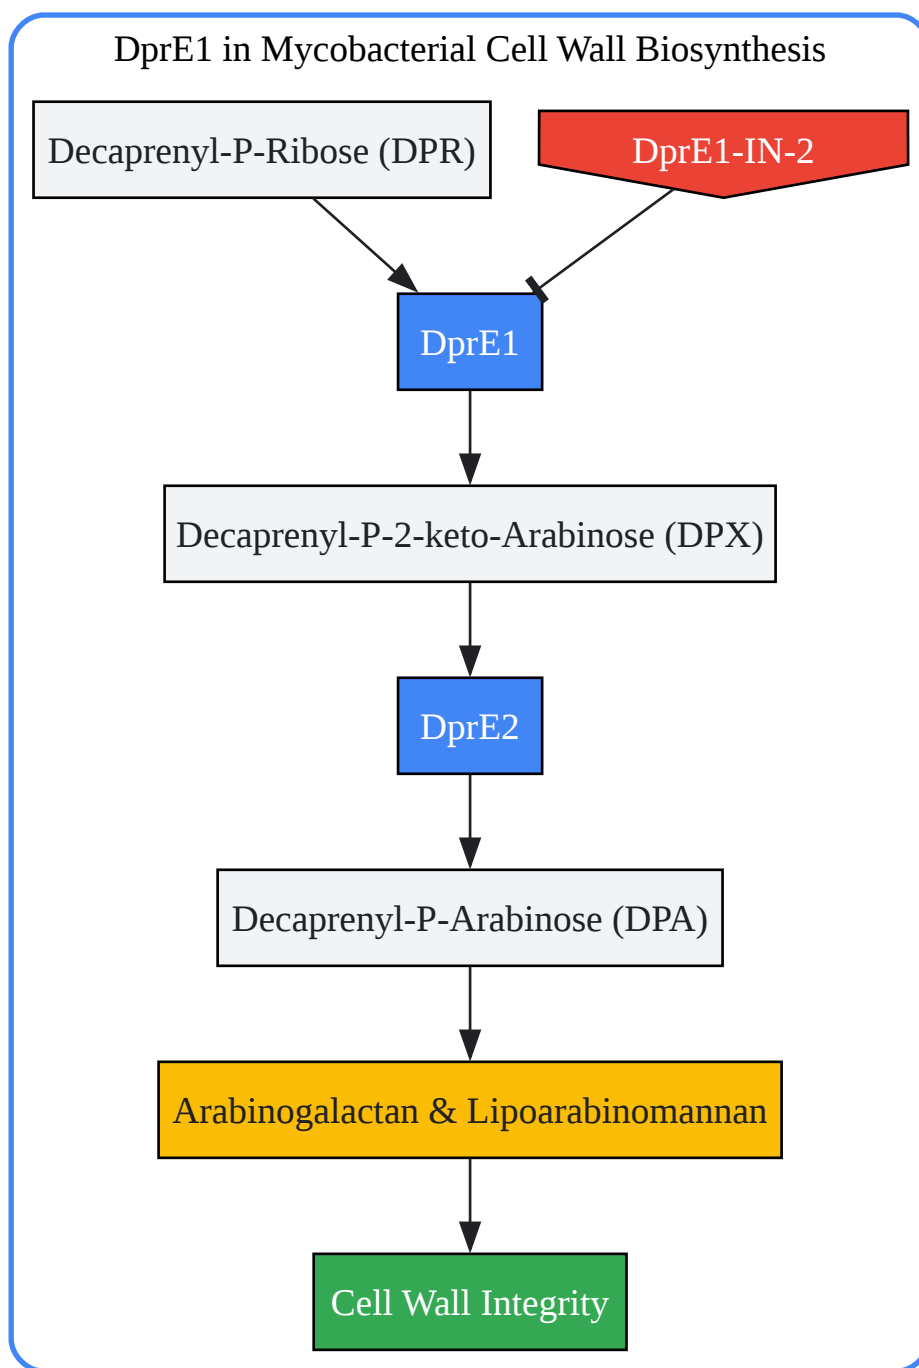 DprE1 in Mycobacterial Cell Wall Biosynthesis
Decaprenyl-P-Ribose (DPR)
DprE1-IN-2
DprE1
Decaprenyl-P-2-keto-Arabinose (DPX)
DprE2
Decaprenyl-P-Arabinose (DPA)
Arabinogalactan & Lipoarabinomannan
Cell Wall Integrity